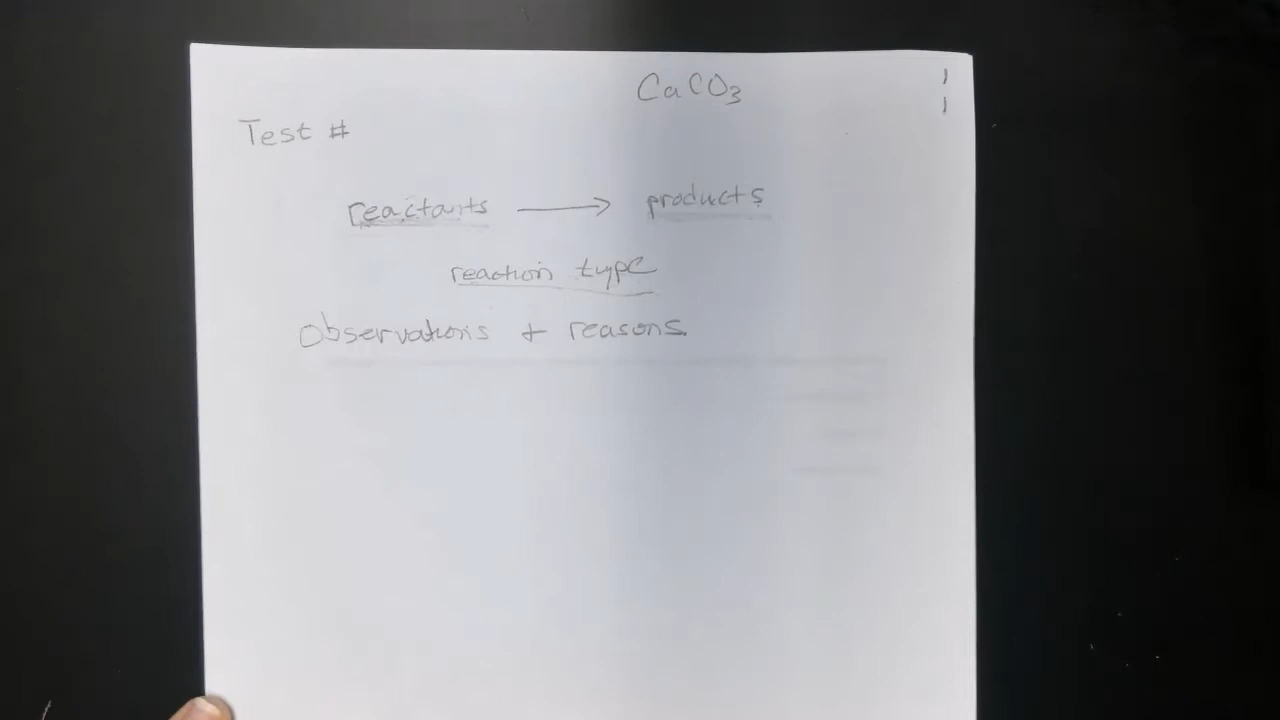 CaCO3
Test #
reactants → products
reaction type
Observations + reasons.